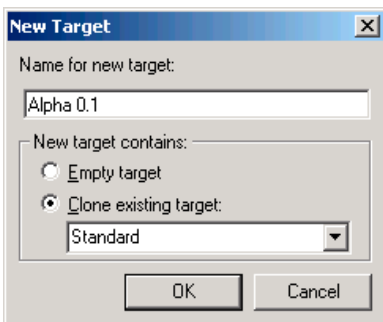 New Target
Name for new target:
Alpha 0.1
New target contains:
Empty target
Clone existing target:
Standard
OK Cancel